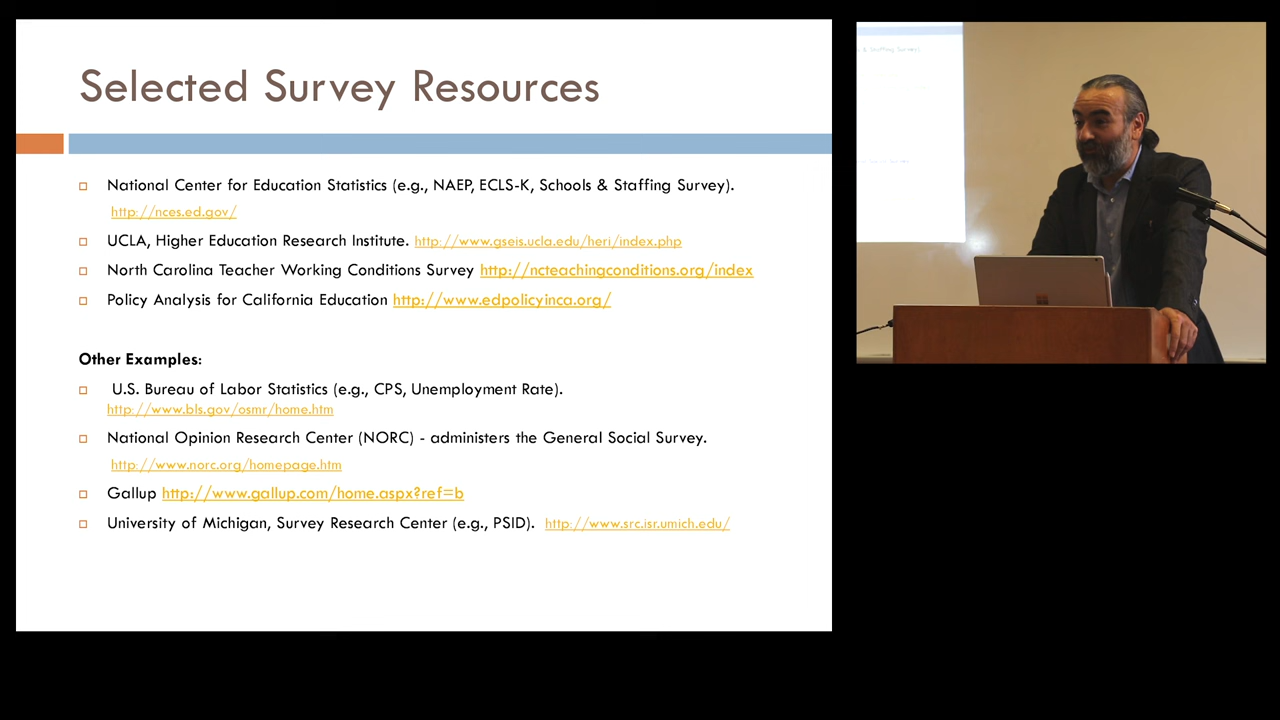 Selected Survey Resources
National Center for Education Statistics (e.g., NAEP, ECLS-K, Schools & Staffing Survey).
http://nces.ed.gov/
UCLA, Higher Education Research Institute. http://www.gseis.ucla.edu/heri/index.php
North Carolina Teacher Working Conditions Survey http://ncteachingconditions.org/index
Policy Analysis for California Education http://www.edpolicyinca.org/
Other Examples:
U.S. Bureau of Labor Statistics (e.g., CPS, Unemployment Rate).
http://www.bls.gov/osmr/home.htm
National Opinion Research Center (NORC) - administers the General Social Survey.
http://www.norc.org/homepage.htm
Gallup http://www.gallup.com/home.aspx?ref=b
University of Michigan, Survey Research Center (e.g., PSID). http://www.src.isr.umich.edu/
& Staffing Survey)